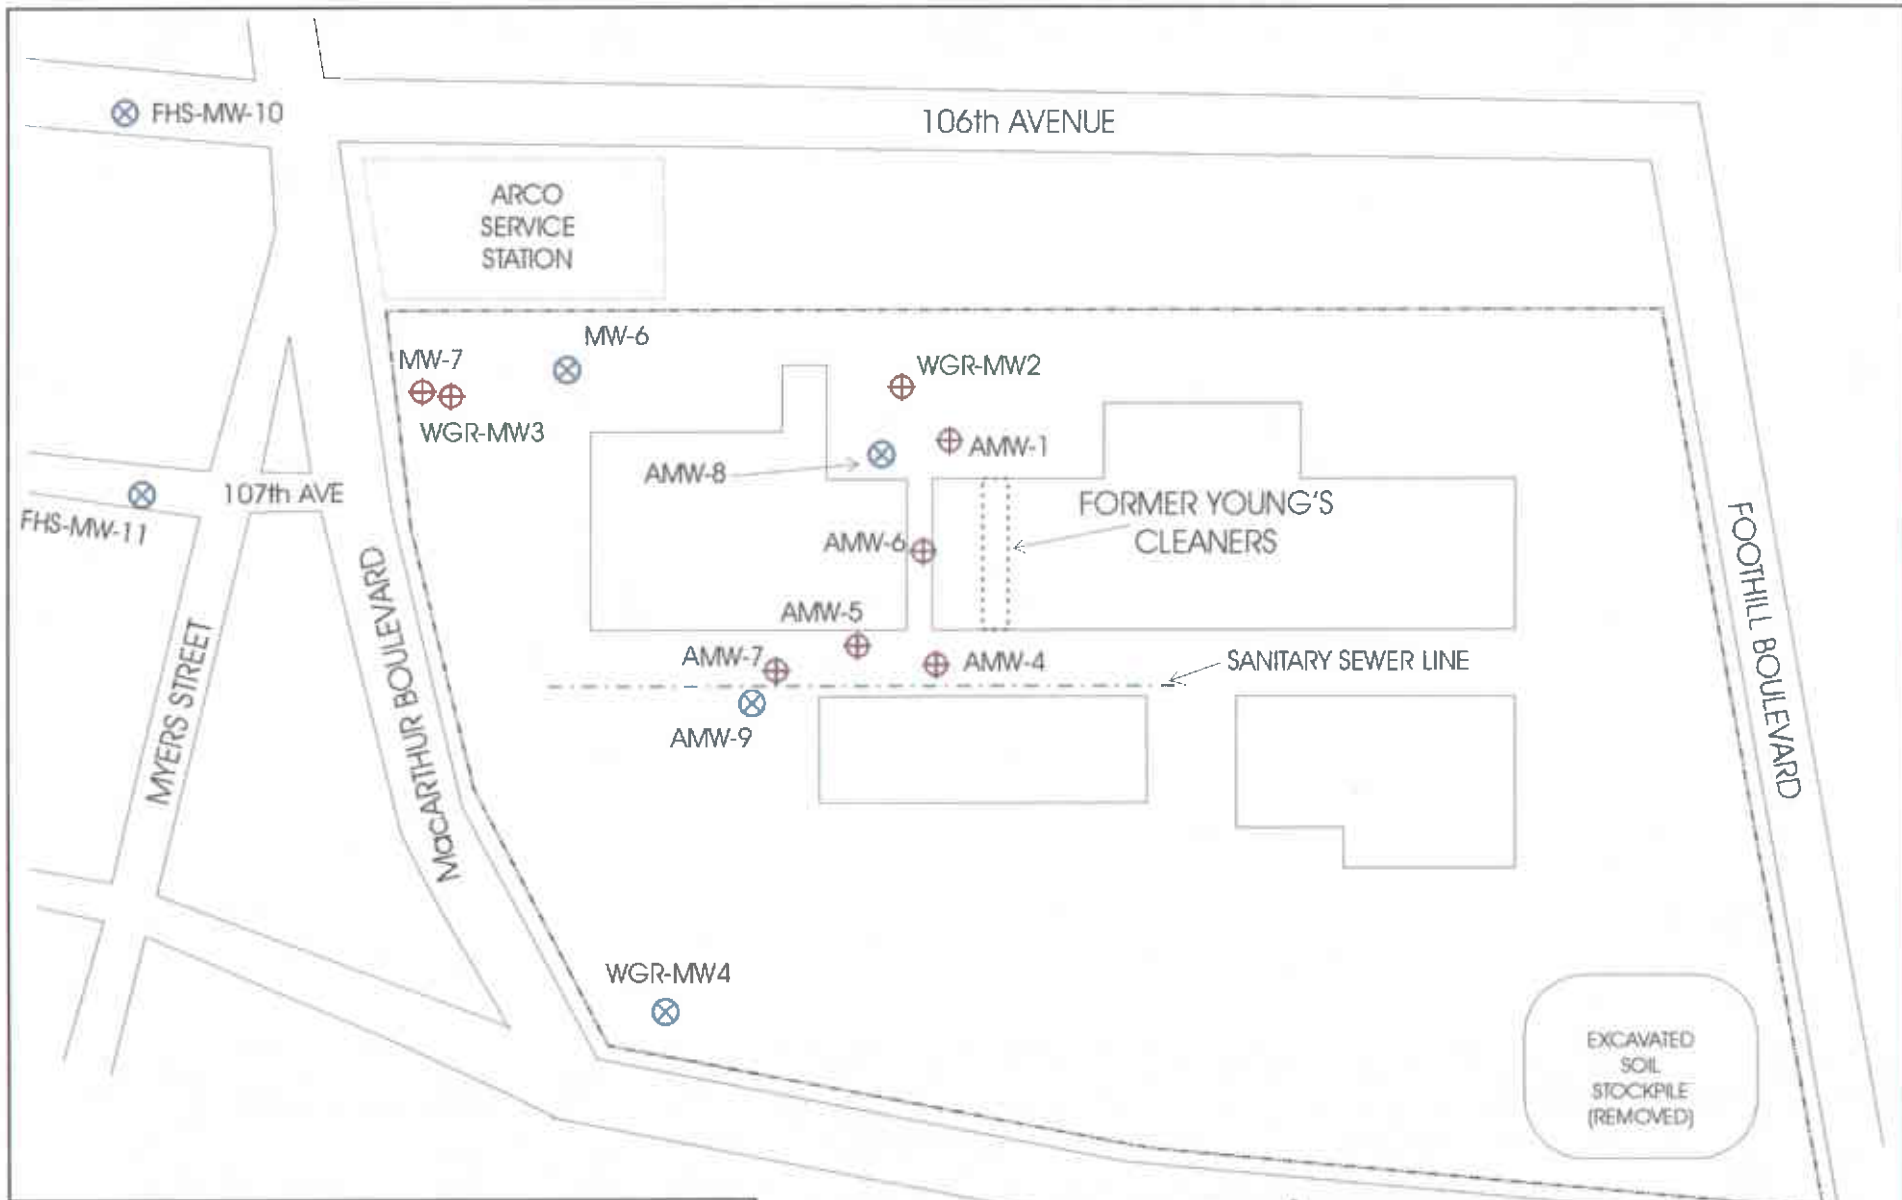 FHS-MW-10
106th AVENUE
ARCO
SERVICE
STATION
MW-6
MW-7
WGR-MW2
WGR-MW3
AMW-1
AMW-8
107th AVE
FHS-MW-11
FORMER YOUNG'S
CLEANERS
AMW-6
FOOTHILL BOULEVARD
MacARTHUR BOULEVARD
MYERS STREET
AMW-5
AMW-7
AMW-4
SANITARY SEWER LINE
AMW-9
WGR-MW4
EXCAVATED
SOIL
STOCKPILE
(REMOVED)